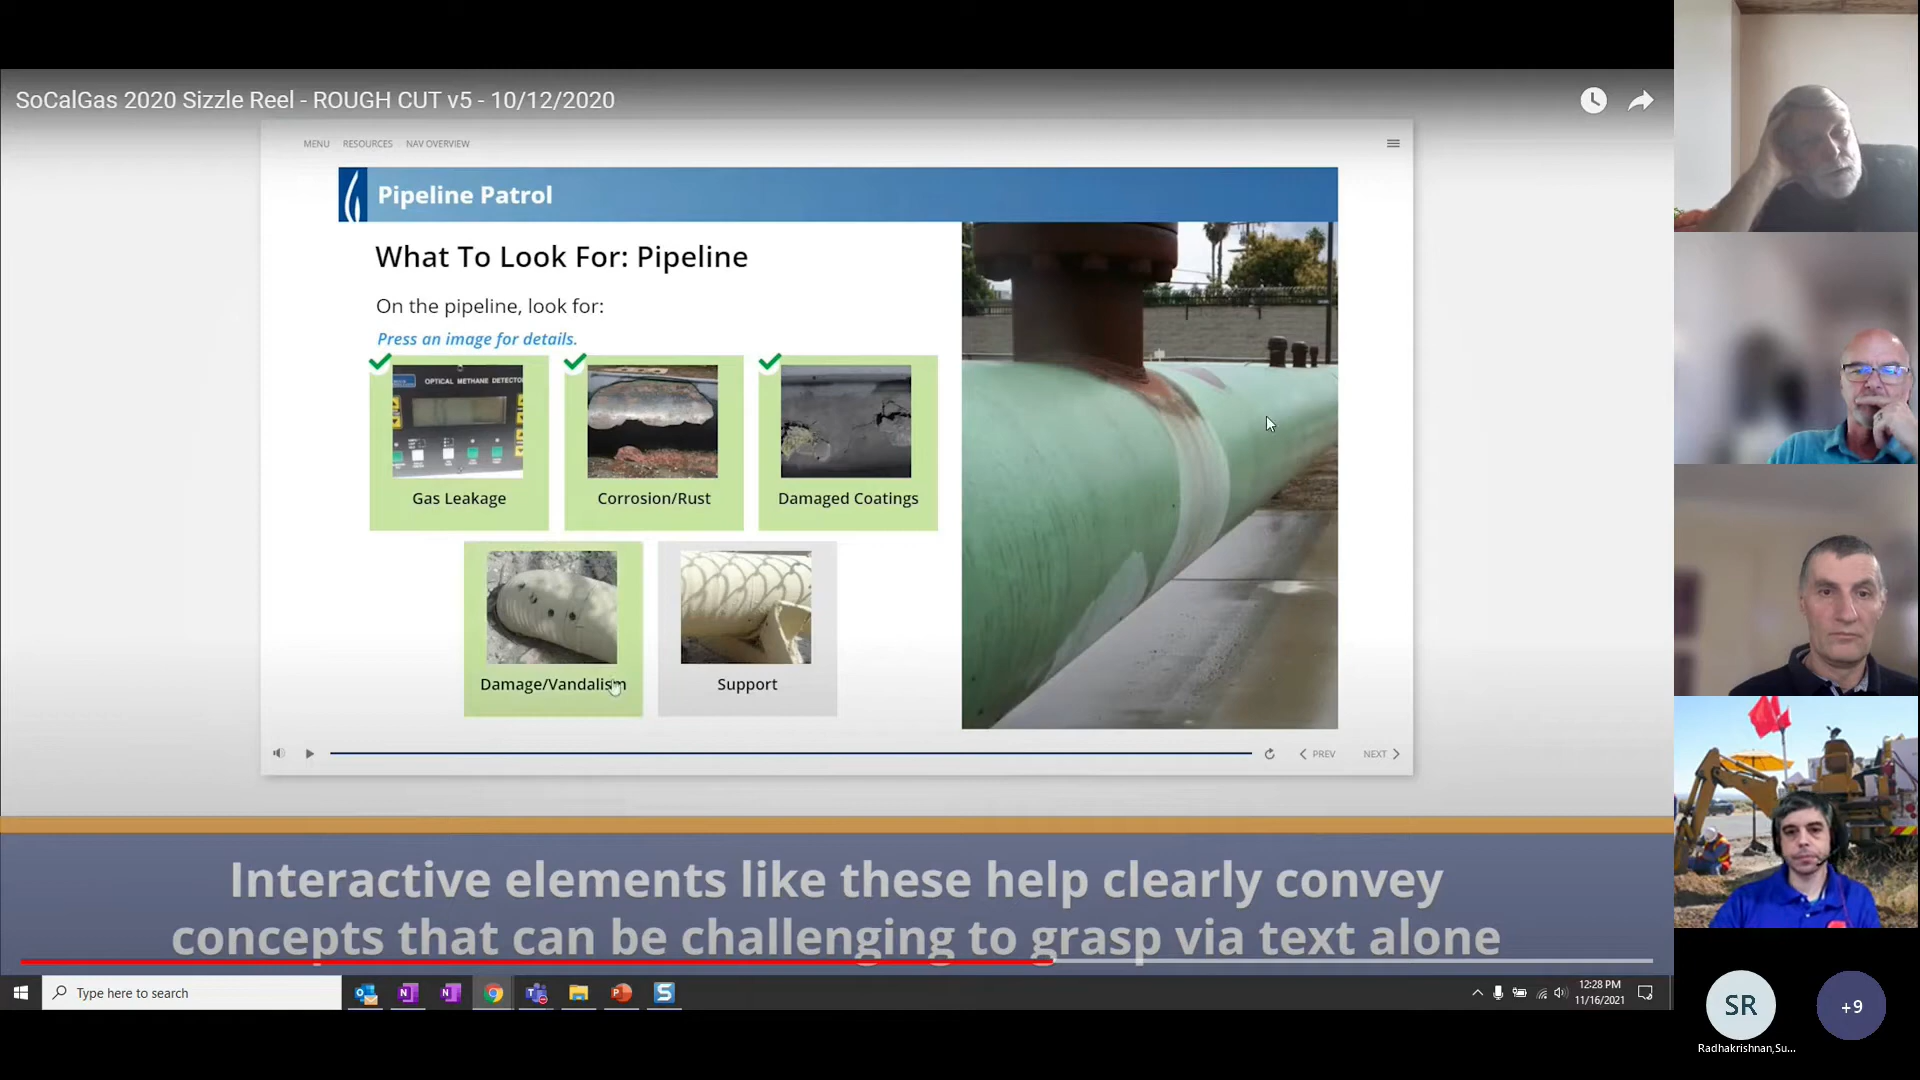 SoCalGas 2020 Sizzle Reel - ROUGH CUT v5 - 10/12/2020
MENU RESOURCES NAV OVERVIEW
Pipeline Patrol
What To Look For: Pipeline
On the pipeline, look for:
Press an image for details.
OPTICAL METHANE DETECTO
Gas Leakage
Corrosion/Rust
Damaged Coatings
Damage/Vandalism
Support
PREV
NEXT
Interactive elements like these help clearly convey
concepts that can be challenging to grasp via text alone
Type here to search
12:28 PM
11/16/2021
SR
+9
Radhakrishnan,Su...